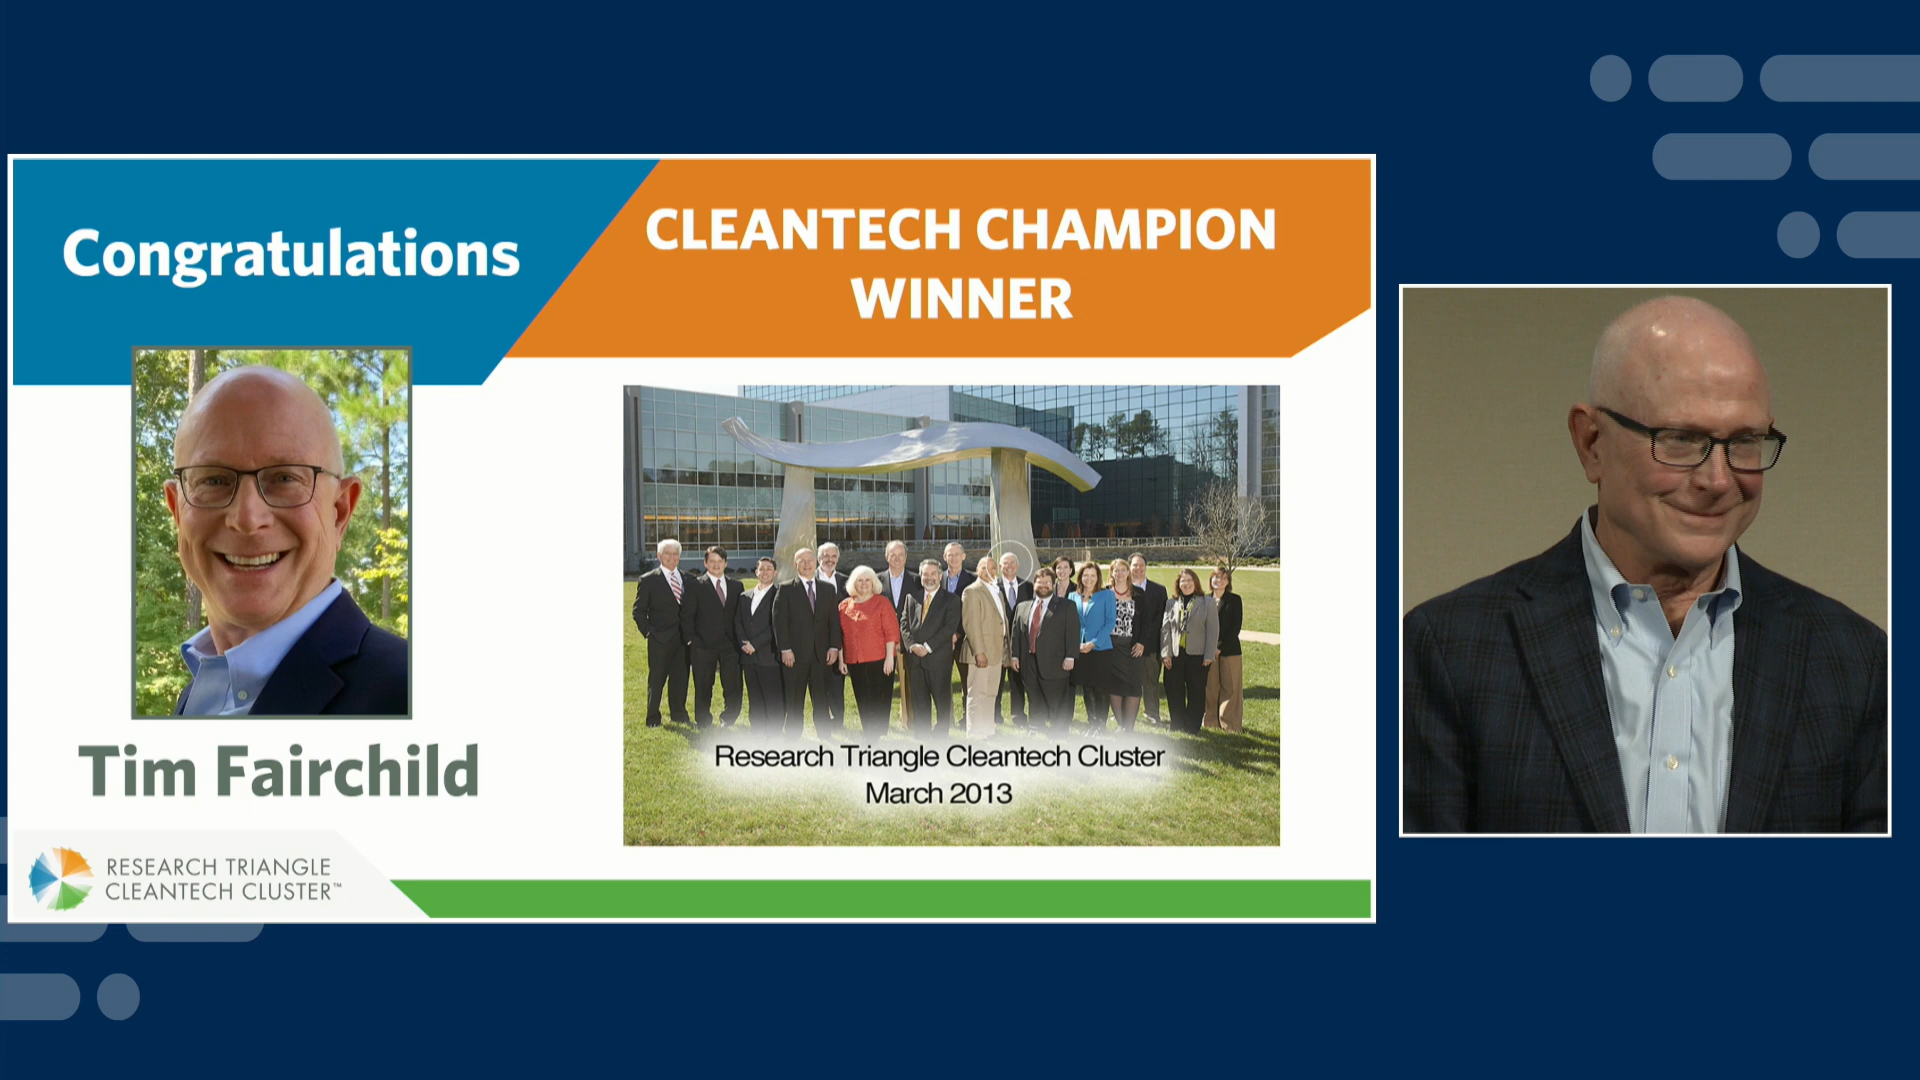 Congratulations
CLEANTECH CHAMPION
WINNER
Tim Fairchild
Research Triangle Cleantech Cluster
March 2013
RESEARCH TRIANGLE
CLEANTECH CLUSTER™